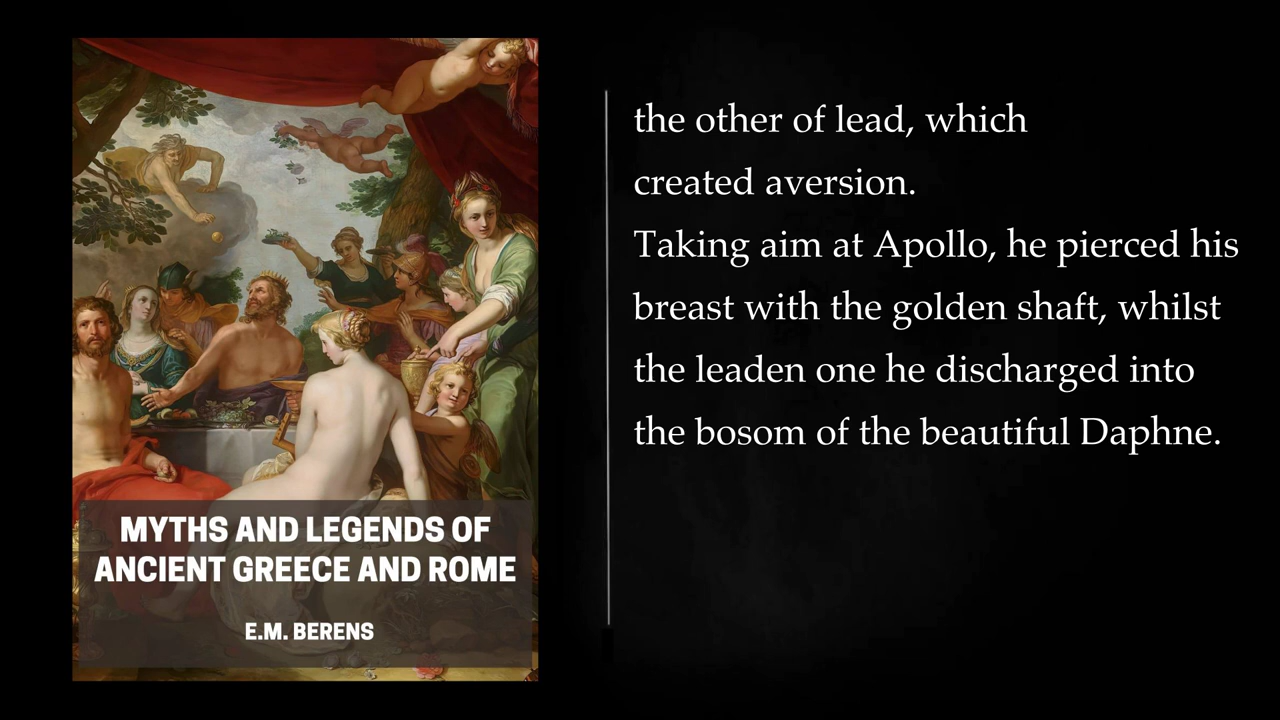 MYTHS AND LEGENDS OF
ANCIENT GREECE AND ROME
E.M. BERENS
the other of lead, which
created aversion.
Taking aim at Apollo, he pierced his
breast with the golden shaft, whilst
the leaden one he discharged into
the bosom of the beautiful Daphne.